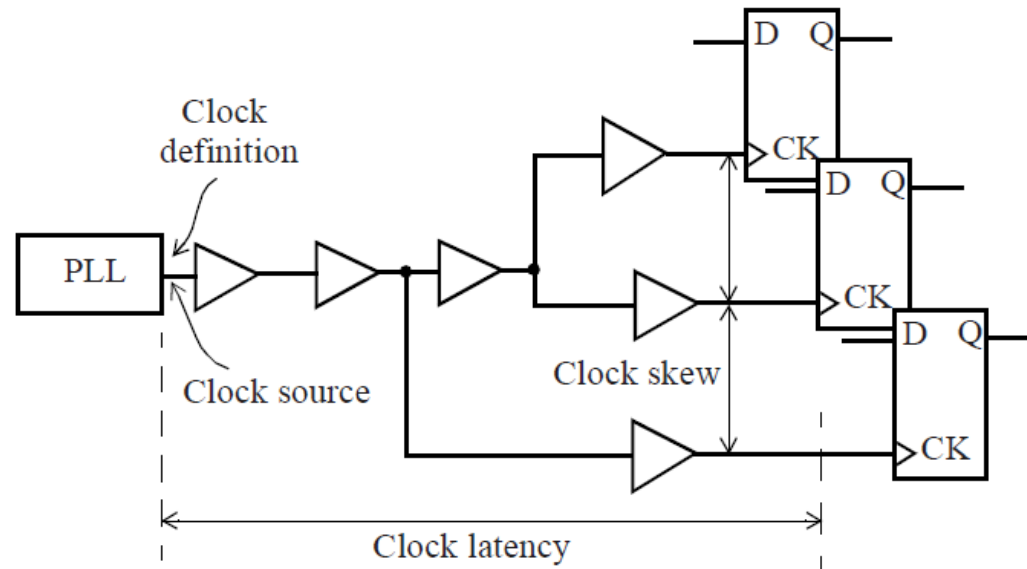 D Q
Clock
definition
CK
D Q
PLL
CK
D Q
Clock source
Clock skew
CK
Clock latency